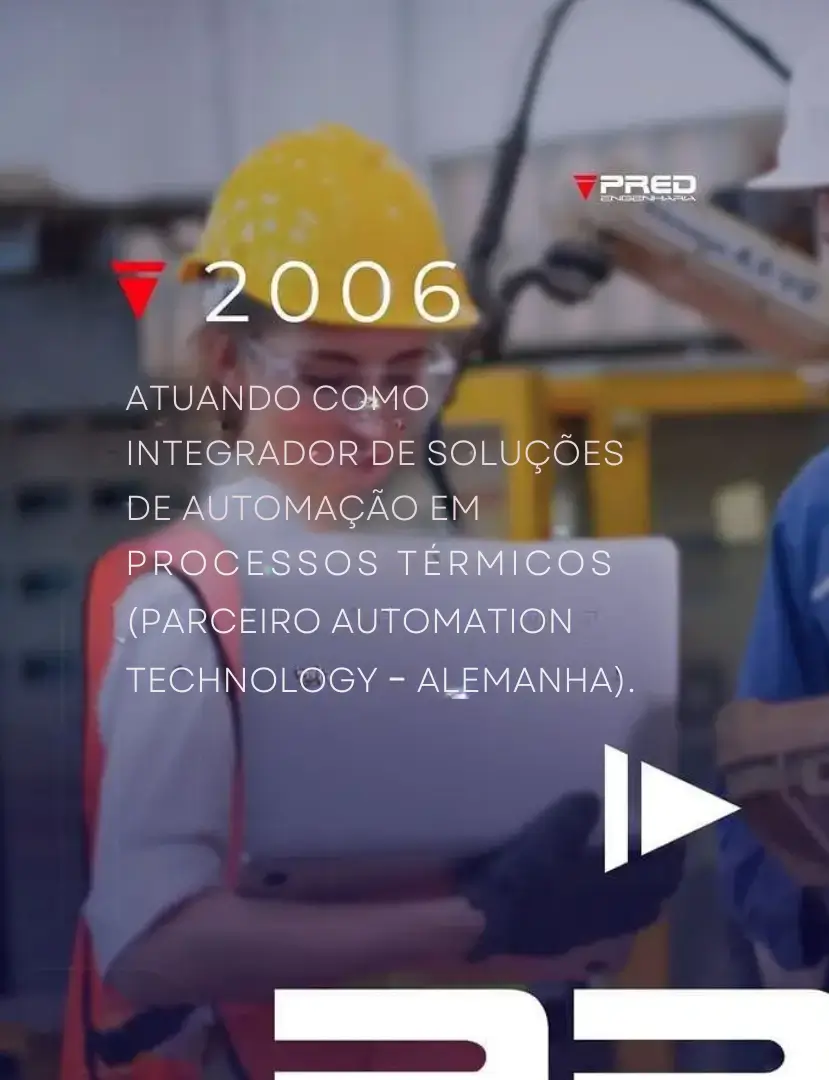 PRED
ENGENHARIA
2006
ATUANDO COMO
INTEGRADOR DE SOLUÇÕES
DE AUTOMAÇÃO EM
PROCESSOS TÉRMICOS
(PARCEIRO AUTOMATION
TECHNOLOGY - ALEMANHA).